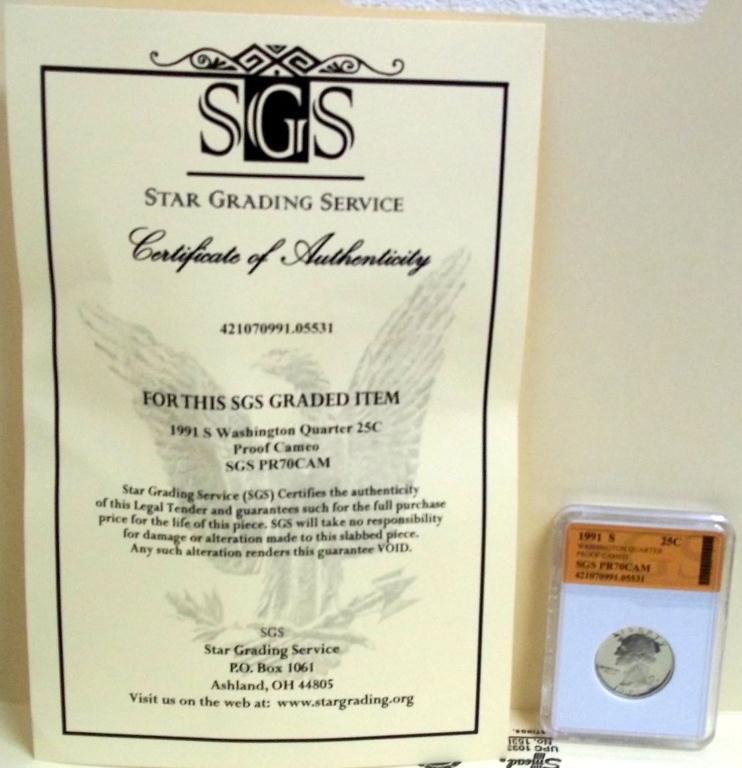 SGS
STAR GRADING SERVICE
Certificate of Authenticity
421070991.05531
FOR THIS SGS GRADED ITEM
1991 S Washington Quarter 25C
Proof Cameo
SGS PR70CAM
Star Grading Service (SGS) Certifies the authenticity
of this Legal Tender and guarantees such for the full purchase
price for the life of this piece. SGS will take no responsibility
for damage or alteration made to this slabbed piece.
Any such alteration renders this guarantee VOID.
SGS
Star Grading Service
P.O. Box 1061
Ashland, OH 44805
Visit us on the web at: www.stargrading.org
1991 S 25C
WASHINGTON QUARTER
PROOF CAMEO
SGS PR70CAM
421070991.05531
SGS
LIBERTY
Smead